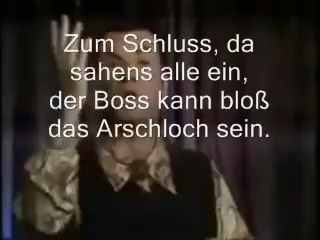 Zum Schluss, da
sahens alle ein,
der Boss kann bloß
das Arschloch sein.